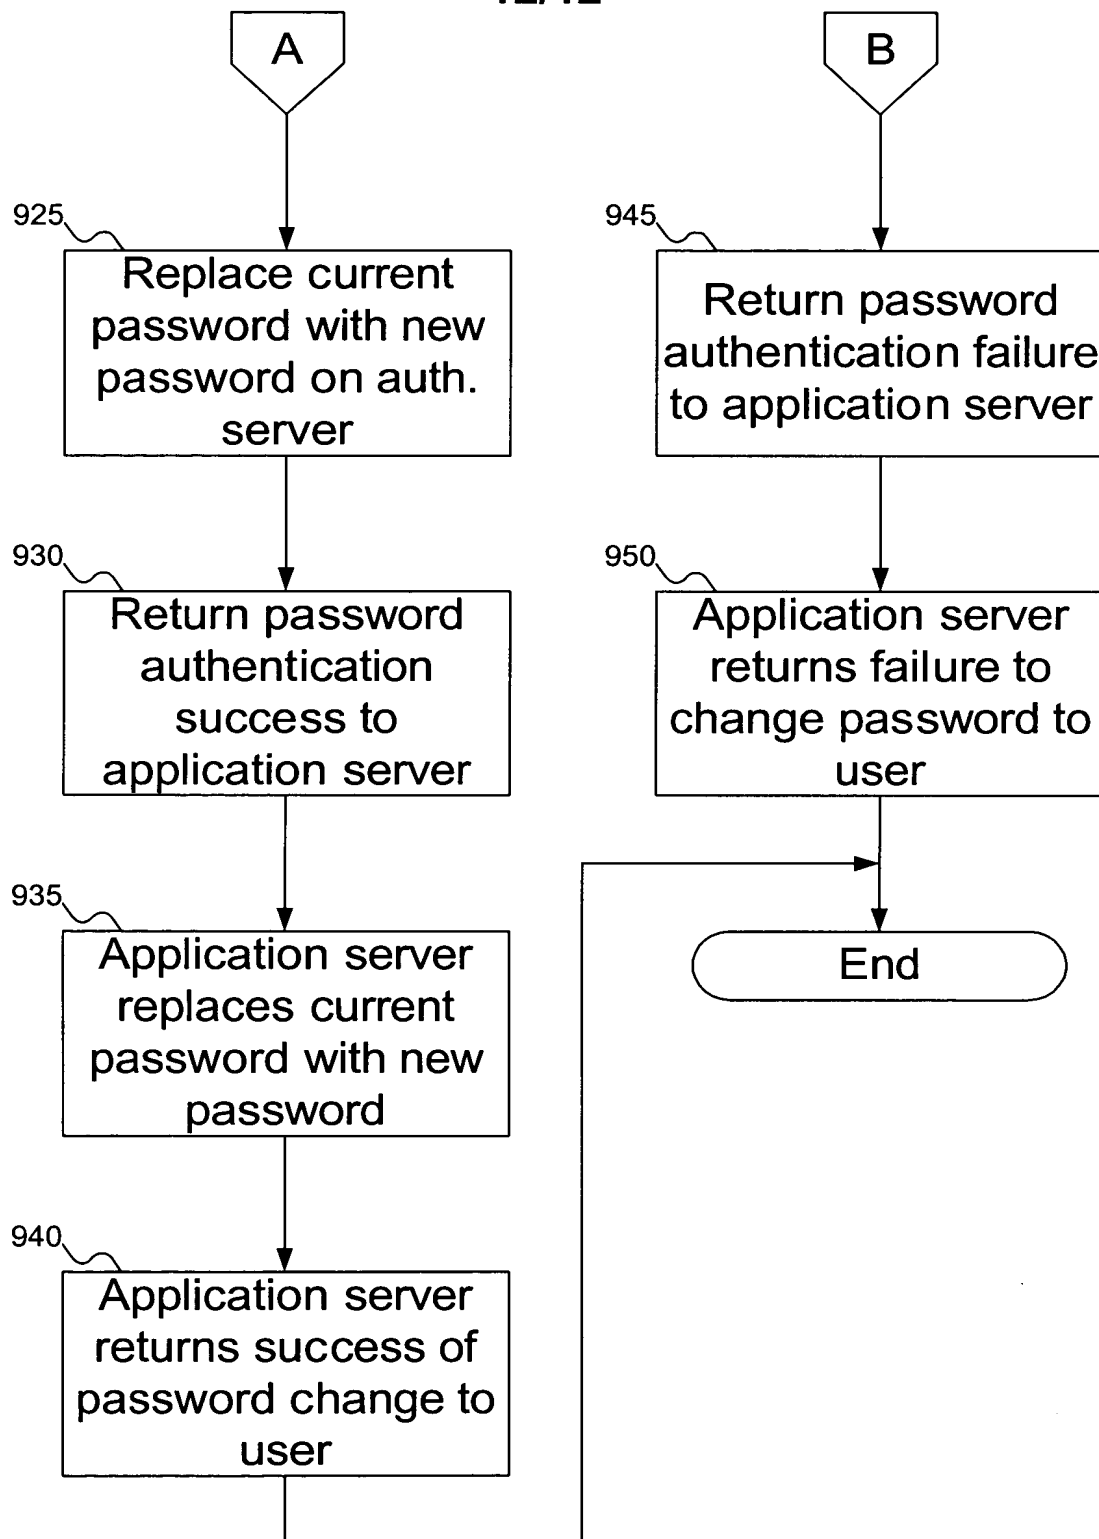 A
925
Replace current
password with new
password on auth.
server
930
Return password
authentication
success to
application server
935
Application server
replaces current
password with new
password
940
Application server
returns success of
password change to
user
B
945
Return password
authentication failure
to application server
950
Application server
returns failure to
change password to
user
End